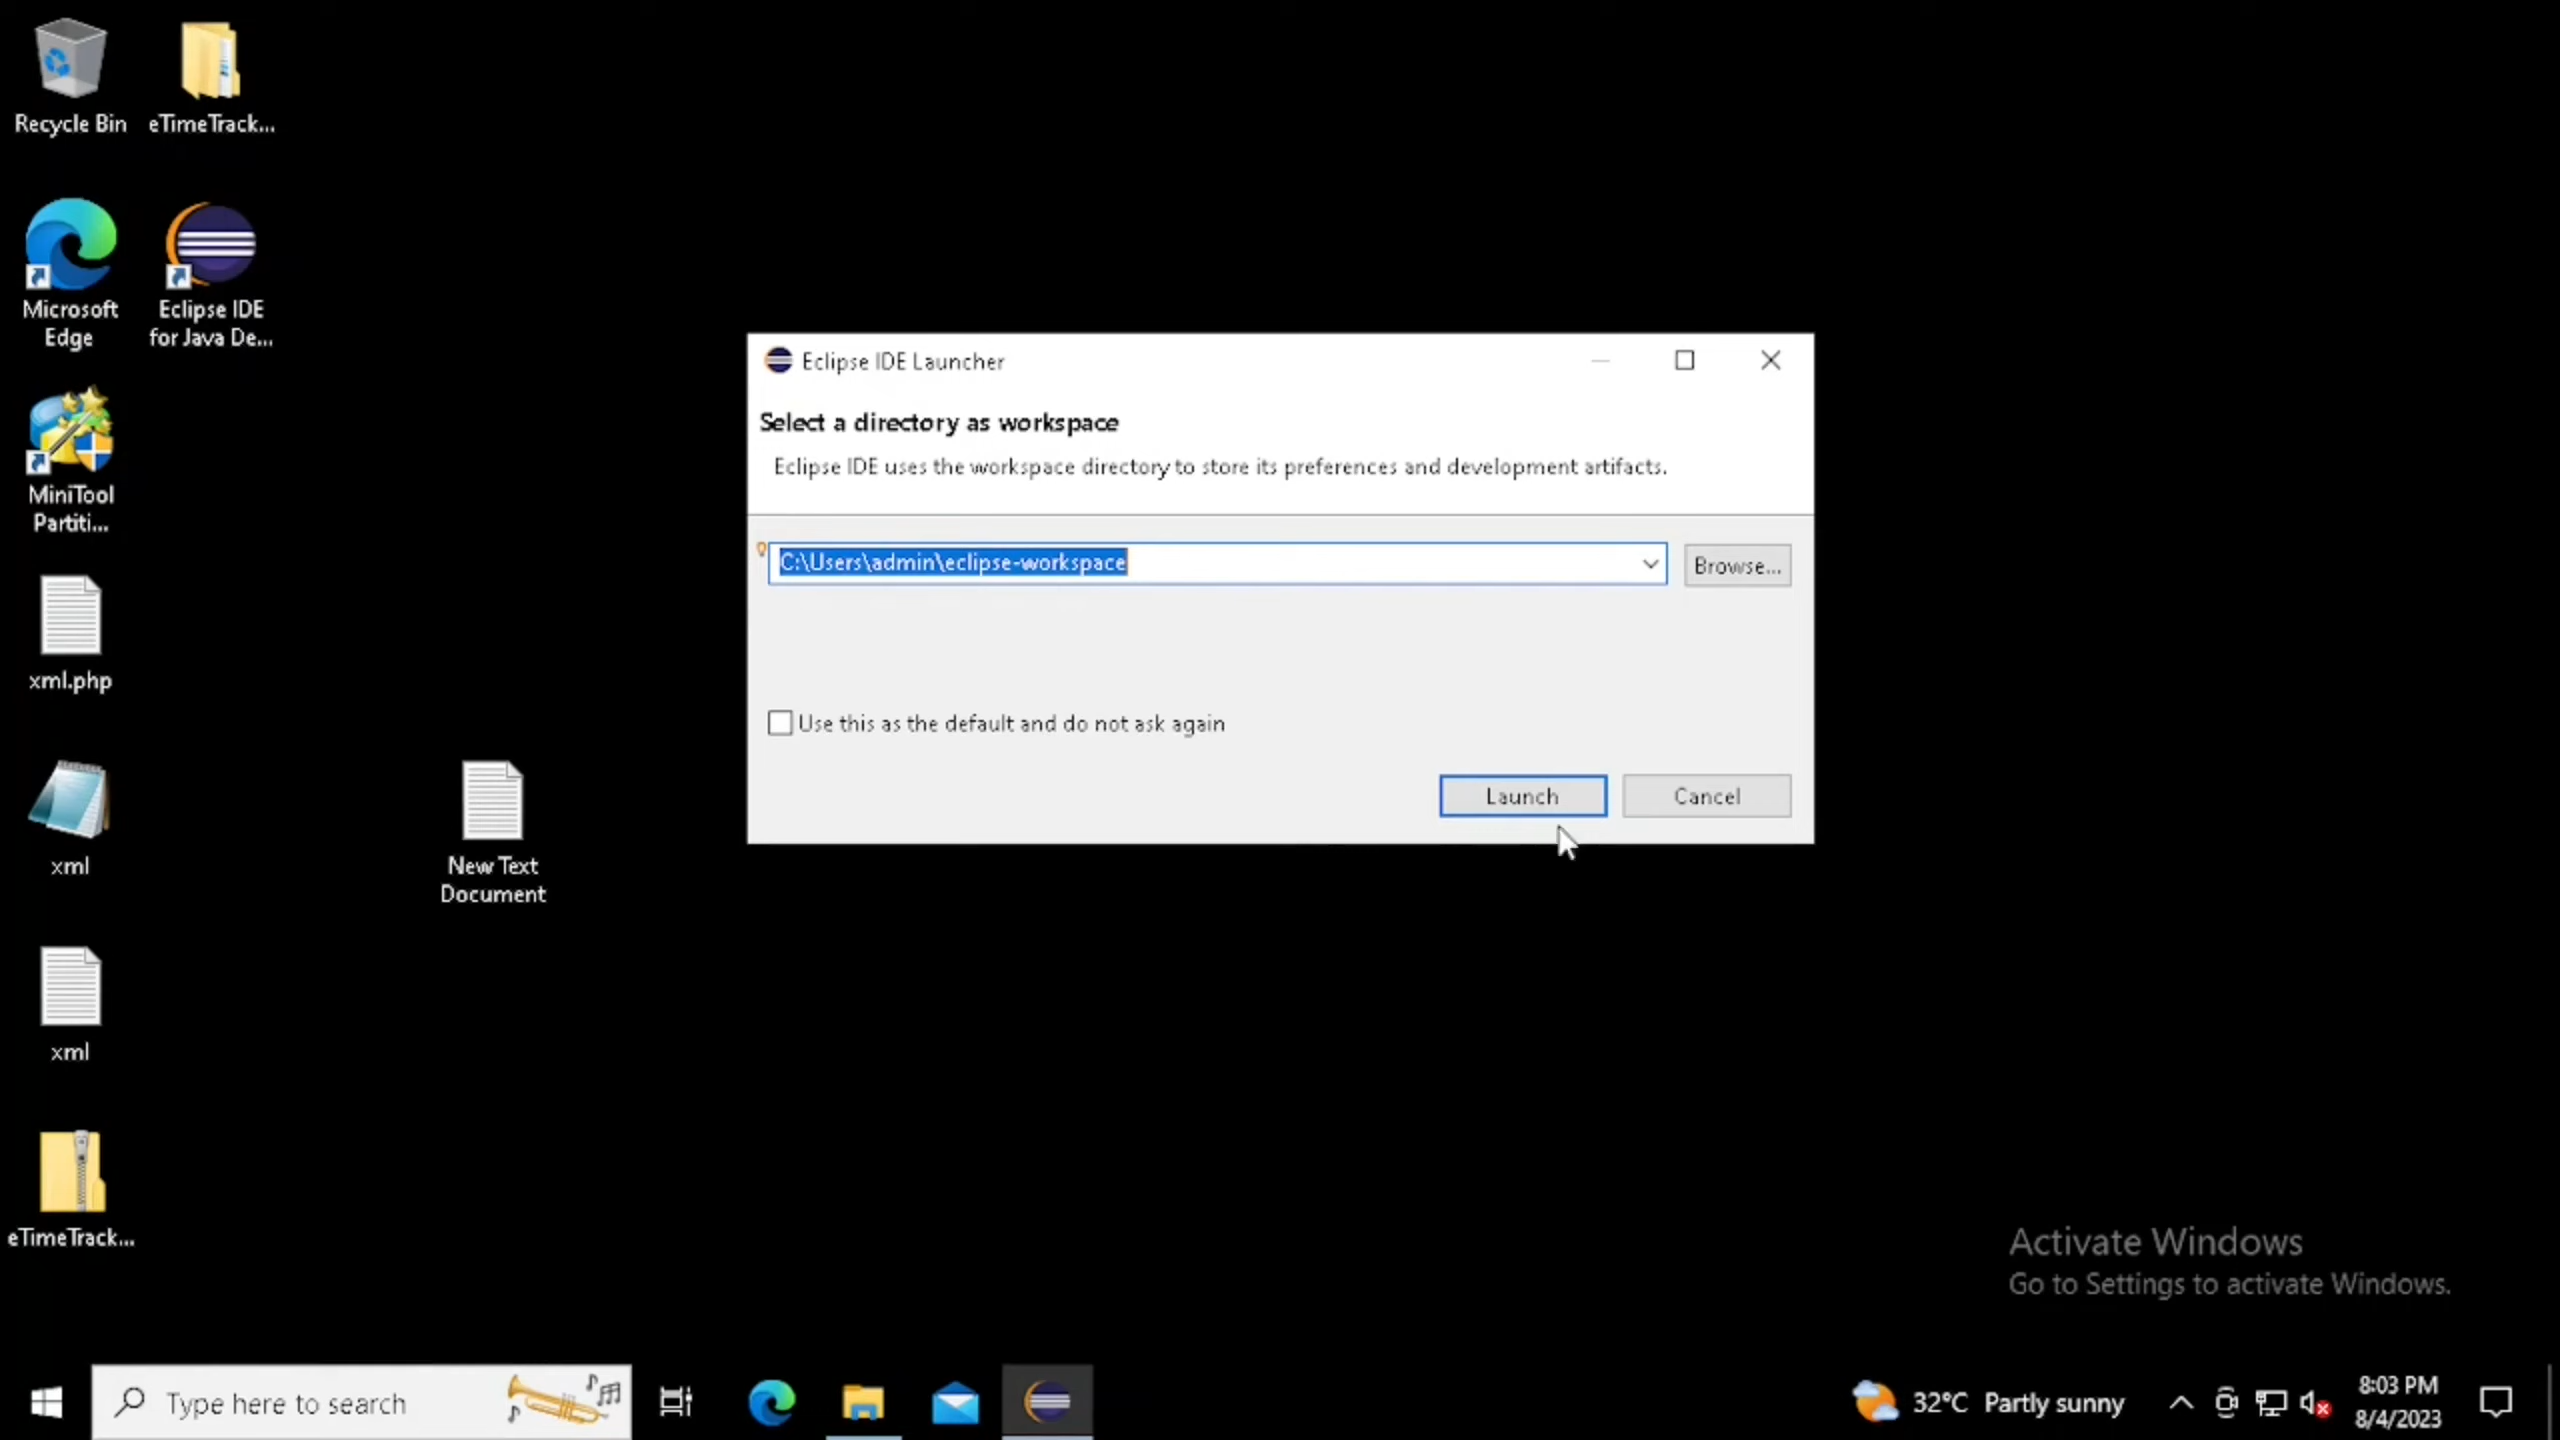 Recycle Bin
eTimeTrack...
Microsoft
Edge
Eclipse IDE
for Java De...
MiniTool
Partiti...
xml.php
xml
New Text
Document
xml
eTimeTrack...
Eclipse IDE Launcher
Select a directory as workspace
Eclipse IDE uses the workspace directory to store its preferences and development artifacts.
C:\Users\admin\eclipse-workspace
Browse...
Use this as the default and do not ask again
Launch
Cancel
Activate Windows
Go to Settings to activate Windows.
Type here to search
32°C Partly sunny
8:03 PM
8/4/2023